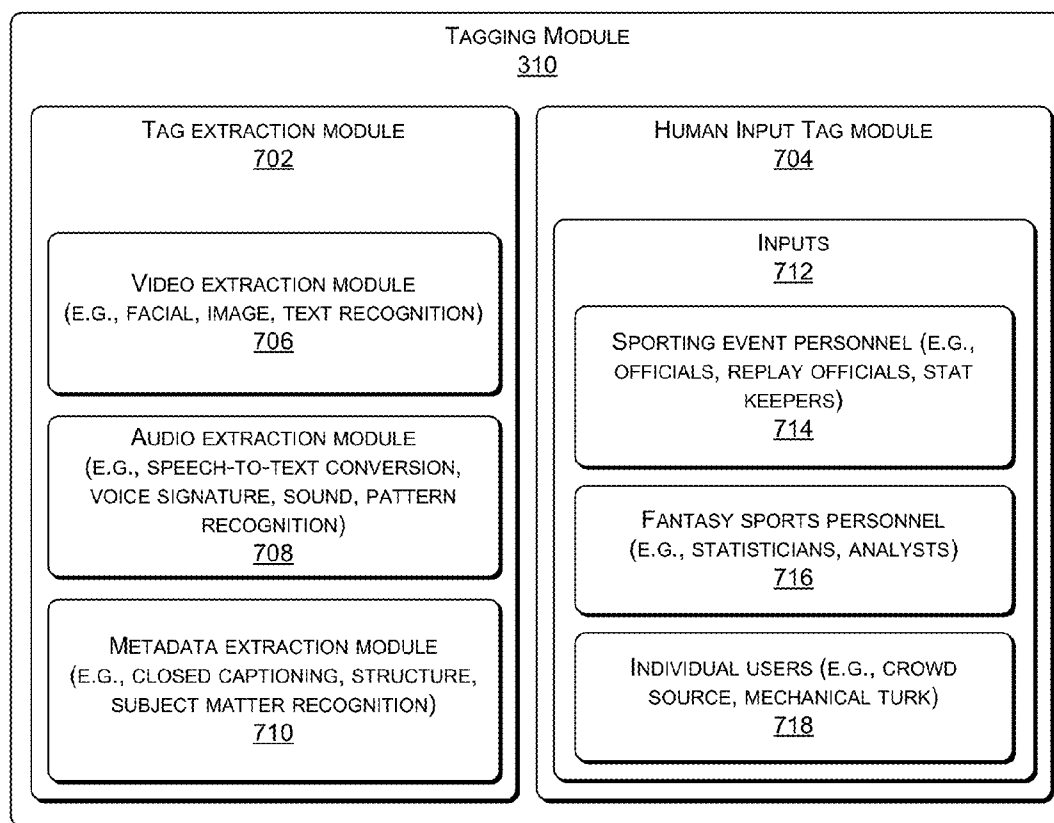 TAGGING MODULE
310
TAG EXTRACTION MODULE
702
VIDEO EXTRACTION MODULE
(E.G., FACIAL, IMAGE, TEXT RECOGNITION)
706
AUDIO EXTRACTION MODULE
(E.G., SPEECH-TO-TEXT CONVERSION,
VOICE SIGNATURE, SOUND, PATTERN
RECOGNITION)
708
METADATA EXTRACTION MODULE
(E.G., CLOSED CAPTIONING, STRUCTURE,
SUBJECT MATTER RECOGNITION)
710
HUMAN INPUT TAG MODULE
704
INPUTS
712
SPORTING EVENT PERSONNEL (E.G.,
OFFICIALS, REPLAY OFFICIALS, STAT
KEEPERS)
714
FANTASY SPORTS PERSONNEL
(E.G., STATISTICIANS, ANALYSTS)
716
INDIVIDUAL USERS (E.G., CROWD
SOURCE, MECHANICAL TURK)
718